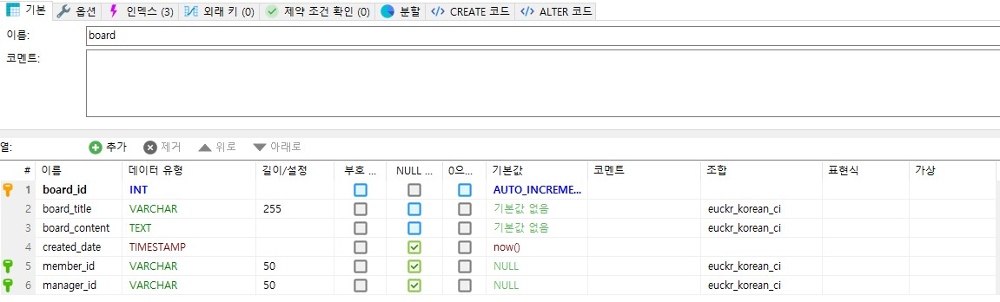 기본 옵션 인덱스 (3) 외래 키 (0) 제약 조건 확인 (0) 분할 CREATE 코드 ALTER 코드
이름: board
코멘트:
열: 추가 제거 위로 아래로
# 이름 데이터 유형 길이/설정 부호 ... NULL ... 0으... 기본값 코멘트 조합 표현식 가상
1 board_id INT AUTO_INCREME...
2 board_title VARCHAR 255 기본값 없음 euckr_korean_ci
3 board_content TEXT 기본값 없음 euckr_korean_ci
4 created_date TIMESTAMP now()
5 member_id VARCHAR 50 NULL euckr_korean_ci
6 manager_id VARCHAR 50 NULL euckr_korean_ci